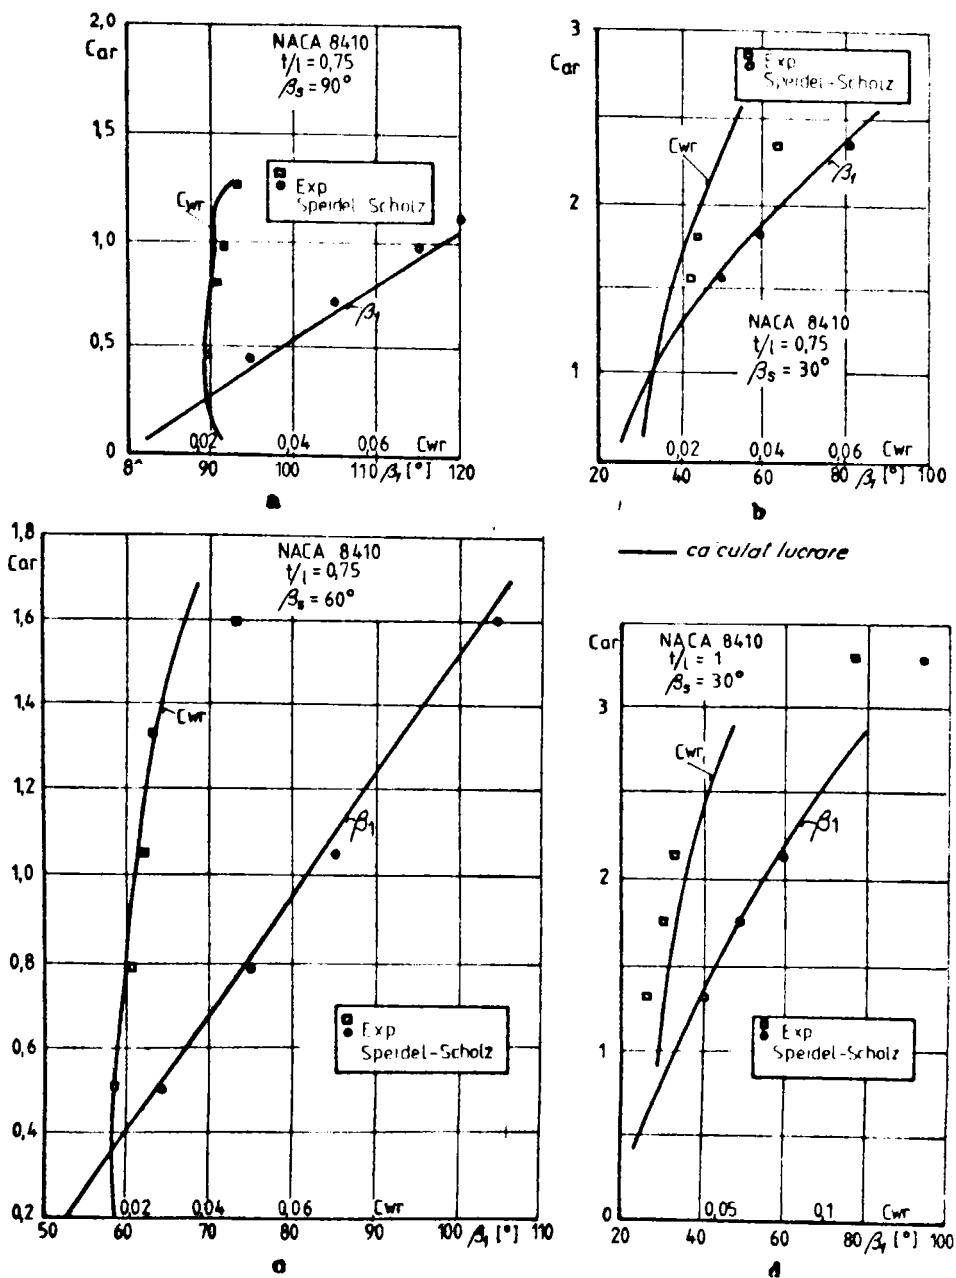 2,0
Car
1,5
1,0
0,5
0
NACA 8410
t/l = 0,75
βs = 90°
Exp
Speidel Scholz
Cwr
β1
0,02 0,04 0,06 Cwr
90 100 110 β1 [°] 120
a
3
Car
2
1
Exp
Speidel-Scholz
Cwr
β1
NACA 8410
t/l = 0,75
βs = 30°
0,02 0,04 0,06 Cwr
20 40 60 80 β1 [°] 100
b
1,8
Car
1,6
1,4
1,2
1,0
0,8
0,6
0,4
0,2
NACA 8410
t/l = 0,75
βs = 60°
Cwr
β1
Exp
Speidel-Scholz
0,02 0,04 0,06 Cwr
50 60 70 80 90 100 β1 [°] 110
calculat lucrare
Car
3
2
1
0
NACA 8410
t/l = 1
βs = 30°
Cwr
β1
Exp
Speidel-Scholz
0,05 0,1 Cwr
20 40 60 80 β1 [°] 100
d